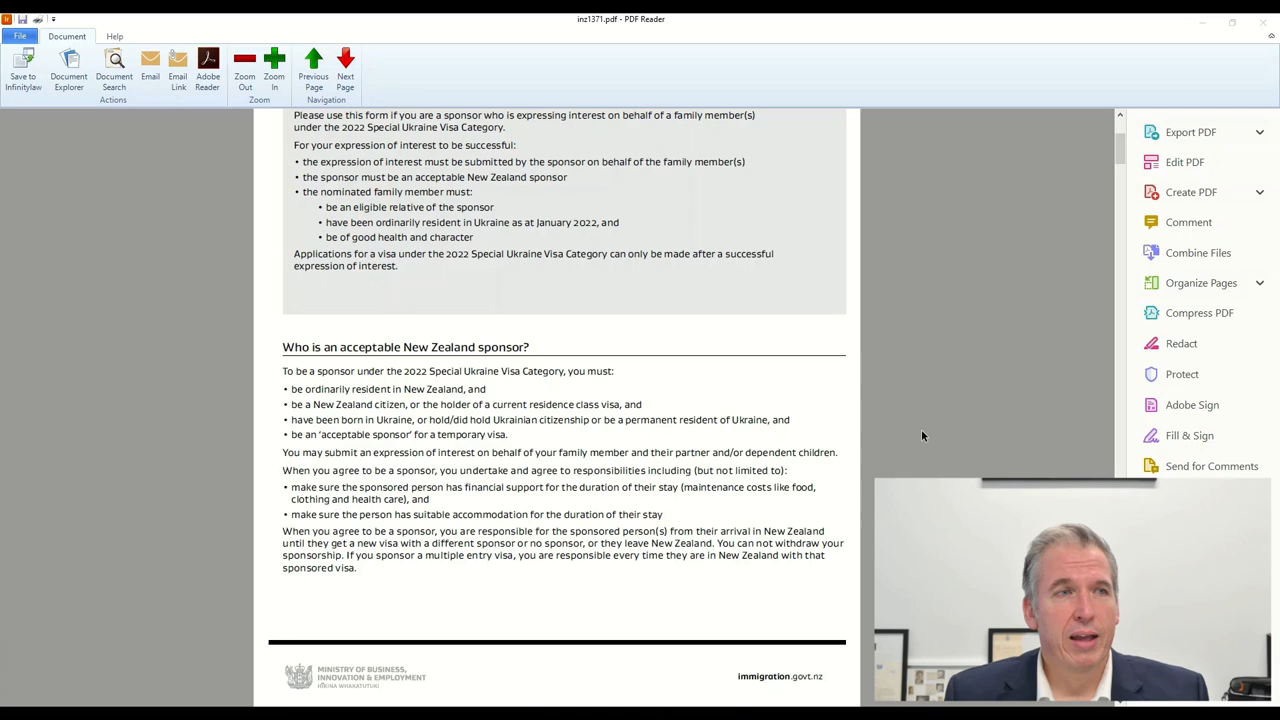 inz1371.pdf - PDF Reader
File
Document
Help
Save to
Infinitylaw
Document
Explorer
Document
Search
Email
Email
Link
Adobe
Reader
Zoom
Out
Zoom
In
Previous
Page
Next
Page
Actions
Zoom
Navigation
Please use this form if you are a sponsor who is expressing interest on behalf of a family member(s)
under the 2022 Special Ukraine Visa Category.
For your expression of interest to be successful:
• the expression of interest must be submitted by the sponsor on behalf of the family member(s)
• the sponsor must be an acceptable New Zealand sponsor
• the nominated family member must:
• be an eligible relative of the sponsor
• have been ordinarily resident in Ukraine as at January 2022, and
• be of good health and character
Applications for a visa under the 2022 Special Ukraine Visa Category can only be made after a successful
expression of interest.
Who is an acceptable New Zealand sponsor?
To be a sponsor under the 2022 Special Ukraine Visa Category, you must:
• be ordinarily resident in New Zealand, and
• be a New Zealand citizen, or the holder of a current residence class visa, and
• have been born in Ukraine, or hold/did hold Ukrainian citizenship or be a permanent resident of Ukraine, and
• be an ‘acceptable sponsor’ for a temporary visa.
You may submit an expression of interest on behalf of your family member and their partner and/or dependent children.
When you agree to be a sponsor, you undertake and agree to responsibilities including (but not limited to):
• make sure the sponsored person has financial support for the duration of their stay (maintenance costs like food,
clothing and health care), and
• make sure the person has suitable accommodation for the duration of their stay
When you agree to be a sponsor, you are responsible for the sponsored person(s) from their arrival in New Zealand
until they get a new visa with a different sponsor or no sponsor, or they leave New Zealand. You can not withdraw your
sponsorship. If you sponsor a multiple entry visa, you are responsible every time they are in New Zealand with that
sponsored visa.
MINISTRY OF BUSINESS,
INNOVATION & EMPLOYMENT
HĪKINA WHAKATUTUKI
immigration.govt.nz
Export PDF
Edit PDF
Create PDF
Comment
Combine Files
Organize Pages
Compress PDF
Redact
Protect
Adobe Sign
Fill & Sign
Send for Comments